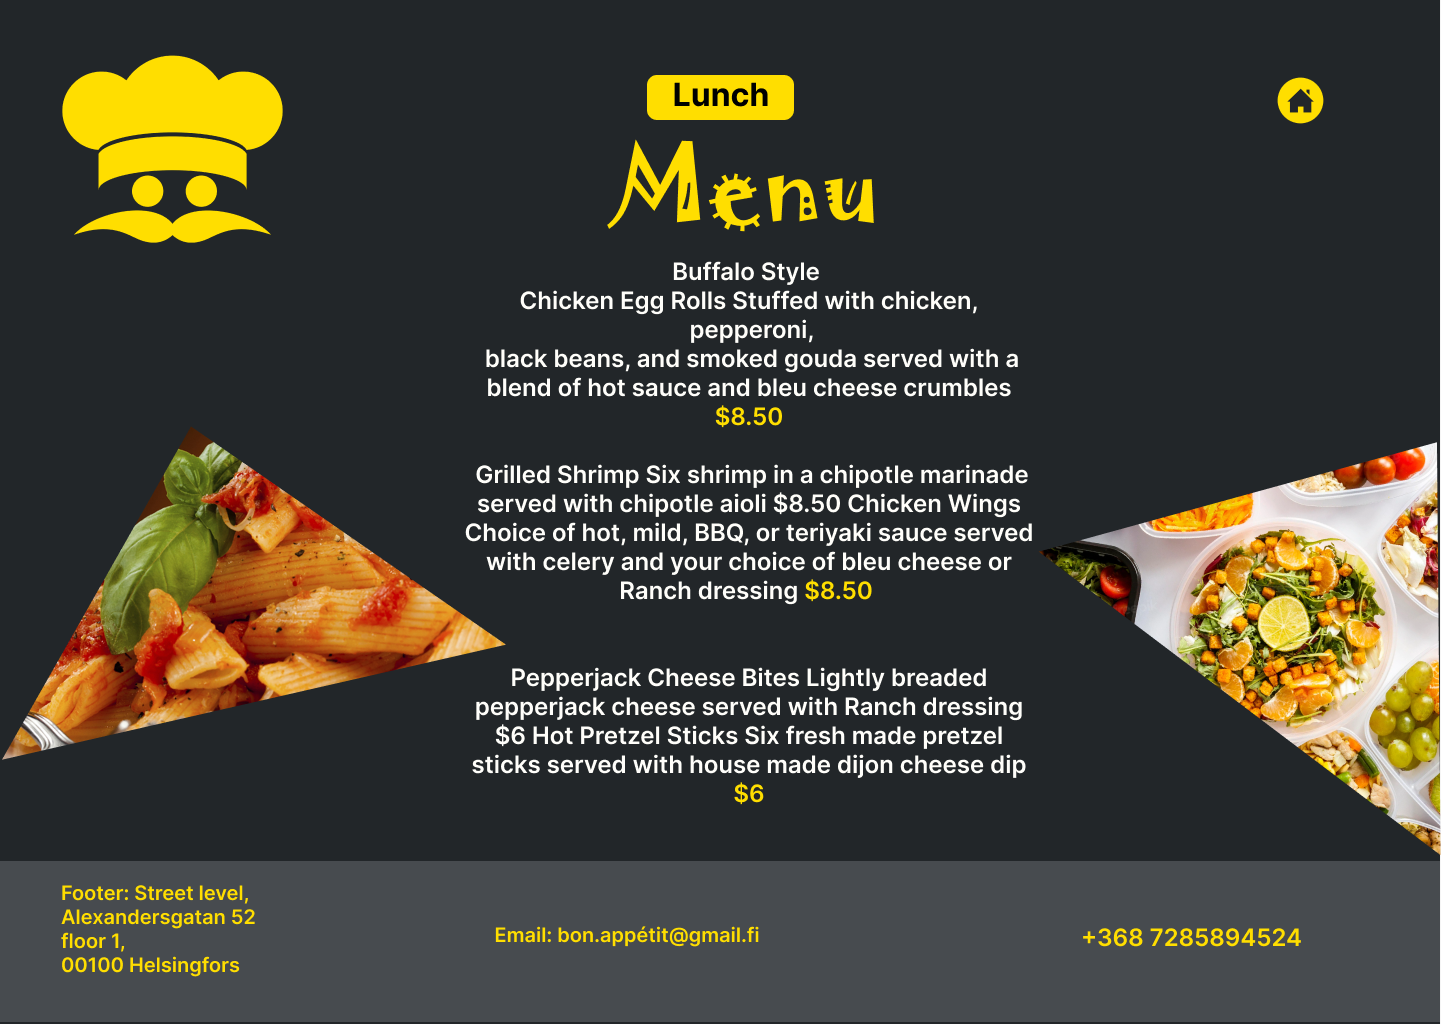 Lunch
Menu
Buffalo Style
Chicken Egg Rolls Stuffed with chicken,
pepperoni,
black beans, and smoked gouda served with a
blend of hot sauce and bleu cheese crumbles
$8.50
Grilled Shrimp Six shrimp in a chipotle marinade
served with chipotle aioli $8.50 Chicken Wings
Choice of hot, mild, BBQ, or teriyaki sauce served
with celery and your choice of bleu cheese or
Ranch dressing $8.50
Pepperjack Cheese Bites Lightly breaded
pepperjack cheese served with Ranch dressing
$6 Hot Pretzel Sticks Six fresh made pretzel
sticks served with house made dijon cheese dip
$6
Footer: Street level,
Alexandersgatan 52
floor 1,
00100 Helsingfors
Email: bon.appétit@gmail.fi
+368 7285894524